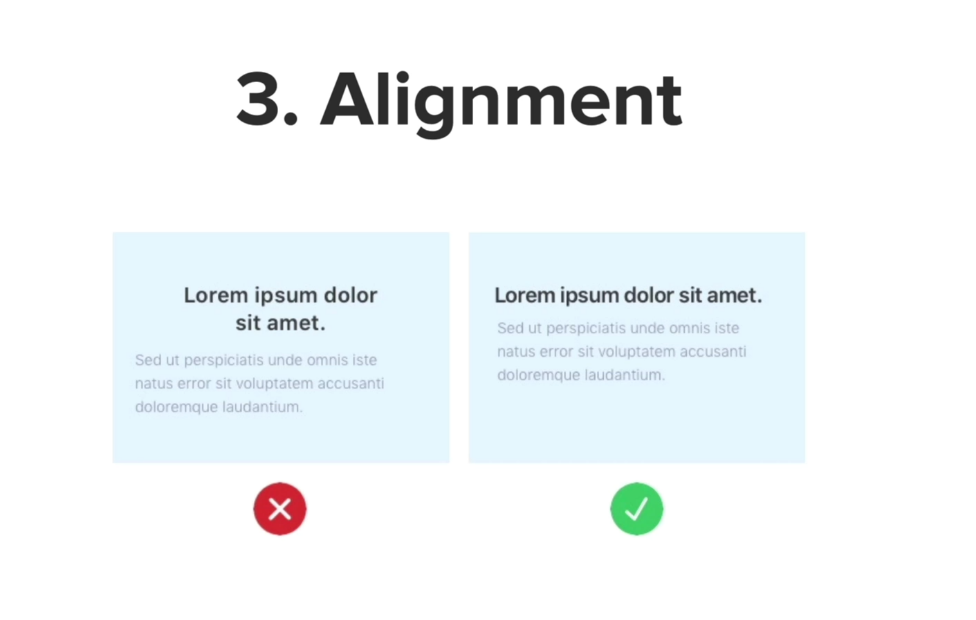 3. Alignment
Lorem ipsum dolor
sit amet.
Sed ut perspiciatis unde omnis iste
natus error sit voluptatem accusanti
doloremque laudantium.
Lorem ipsum dolor sit amet.
Sed ut perspiciatis unde omnis iste
natus error sit voluptatem accusanti
doloremque laudantium.